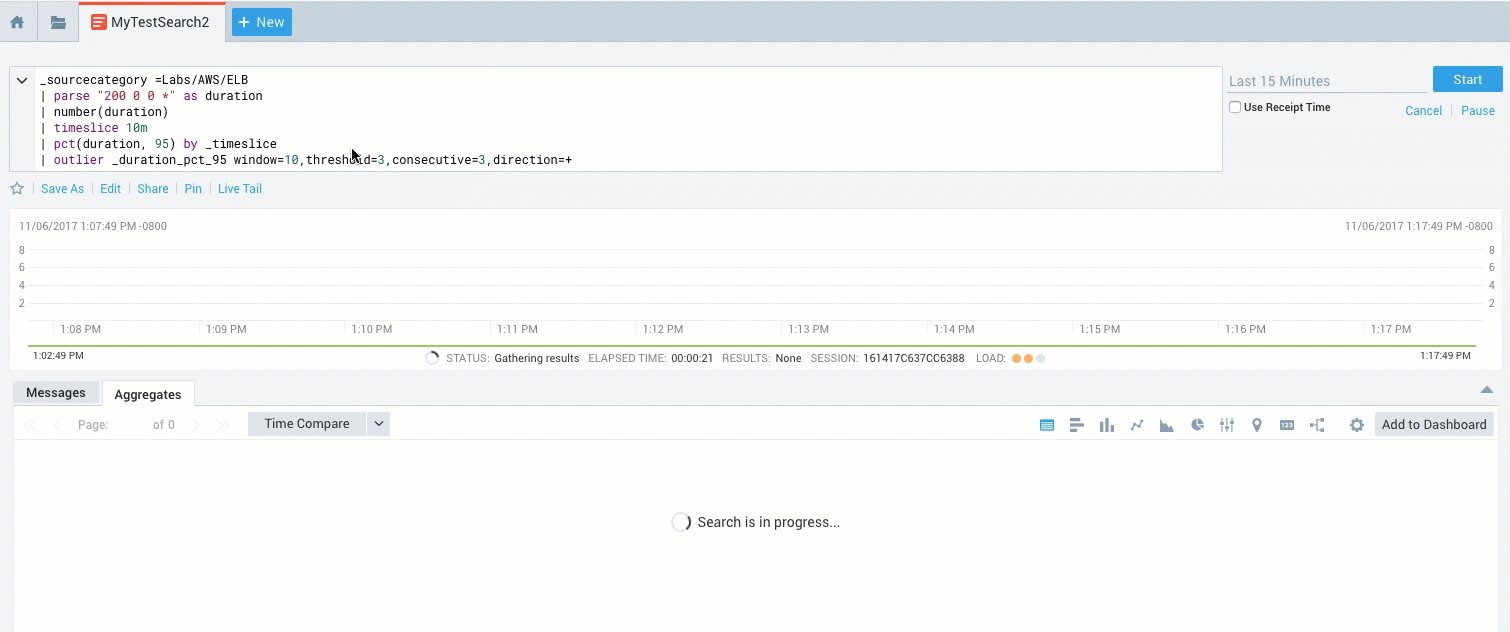 MyTestSearch2
+ New
_sourcecategory =Labs/AWS/ELB
| parse "200 0 0 *" as duration
| number(duration)
| timeslice 10m
| pct(duration, 95) by _timeslice
| outlier _duration_pct_95 window=10,threshold=3,consecutive=3,direction=+
Last 15 Minutes
Start
Use Receipt Time
Cancel
Pause
Save As
Edit
Share
Pin
Live Tail
11/06/2017 1:07:49 PM -0800
11/06/2017 1:17:49 PM -0800
8 8
6 6
4 4
2 2
1:08 PM 1:09 PM 1:10 PM 1:11 PM 1:12 PM 1:13 PM 1:14 PM 1:15 PM 1:16 PM 1:17 PM
1:02:49 PM
STATUS: Gathering results ELAPSED TIME: 00:00:21 RESULTS: None SESSION: 161417C637CC6388 LOAD:
1:17:49 PM
Messages
Aggregates
Page: of 0
Time Compare
123
Add to Dashboard
Search is in progress...